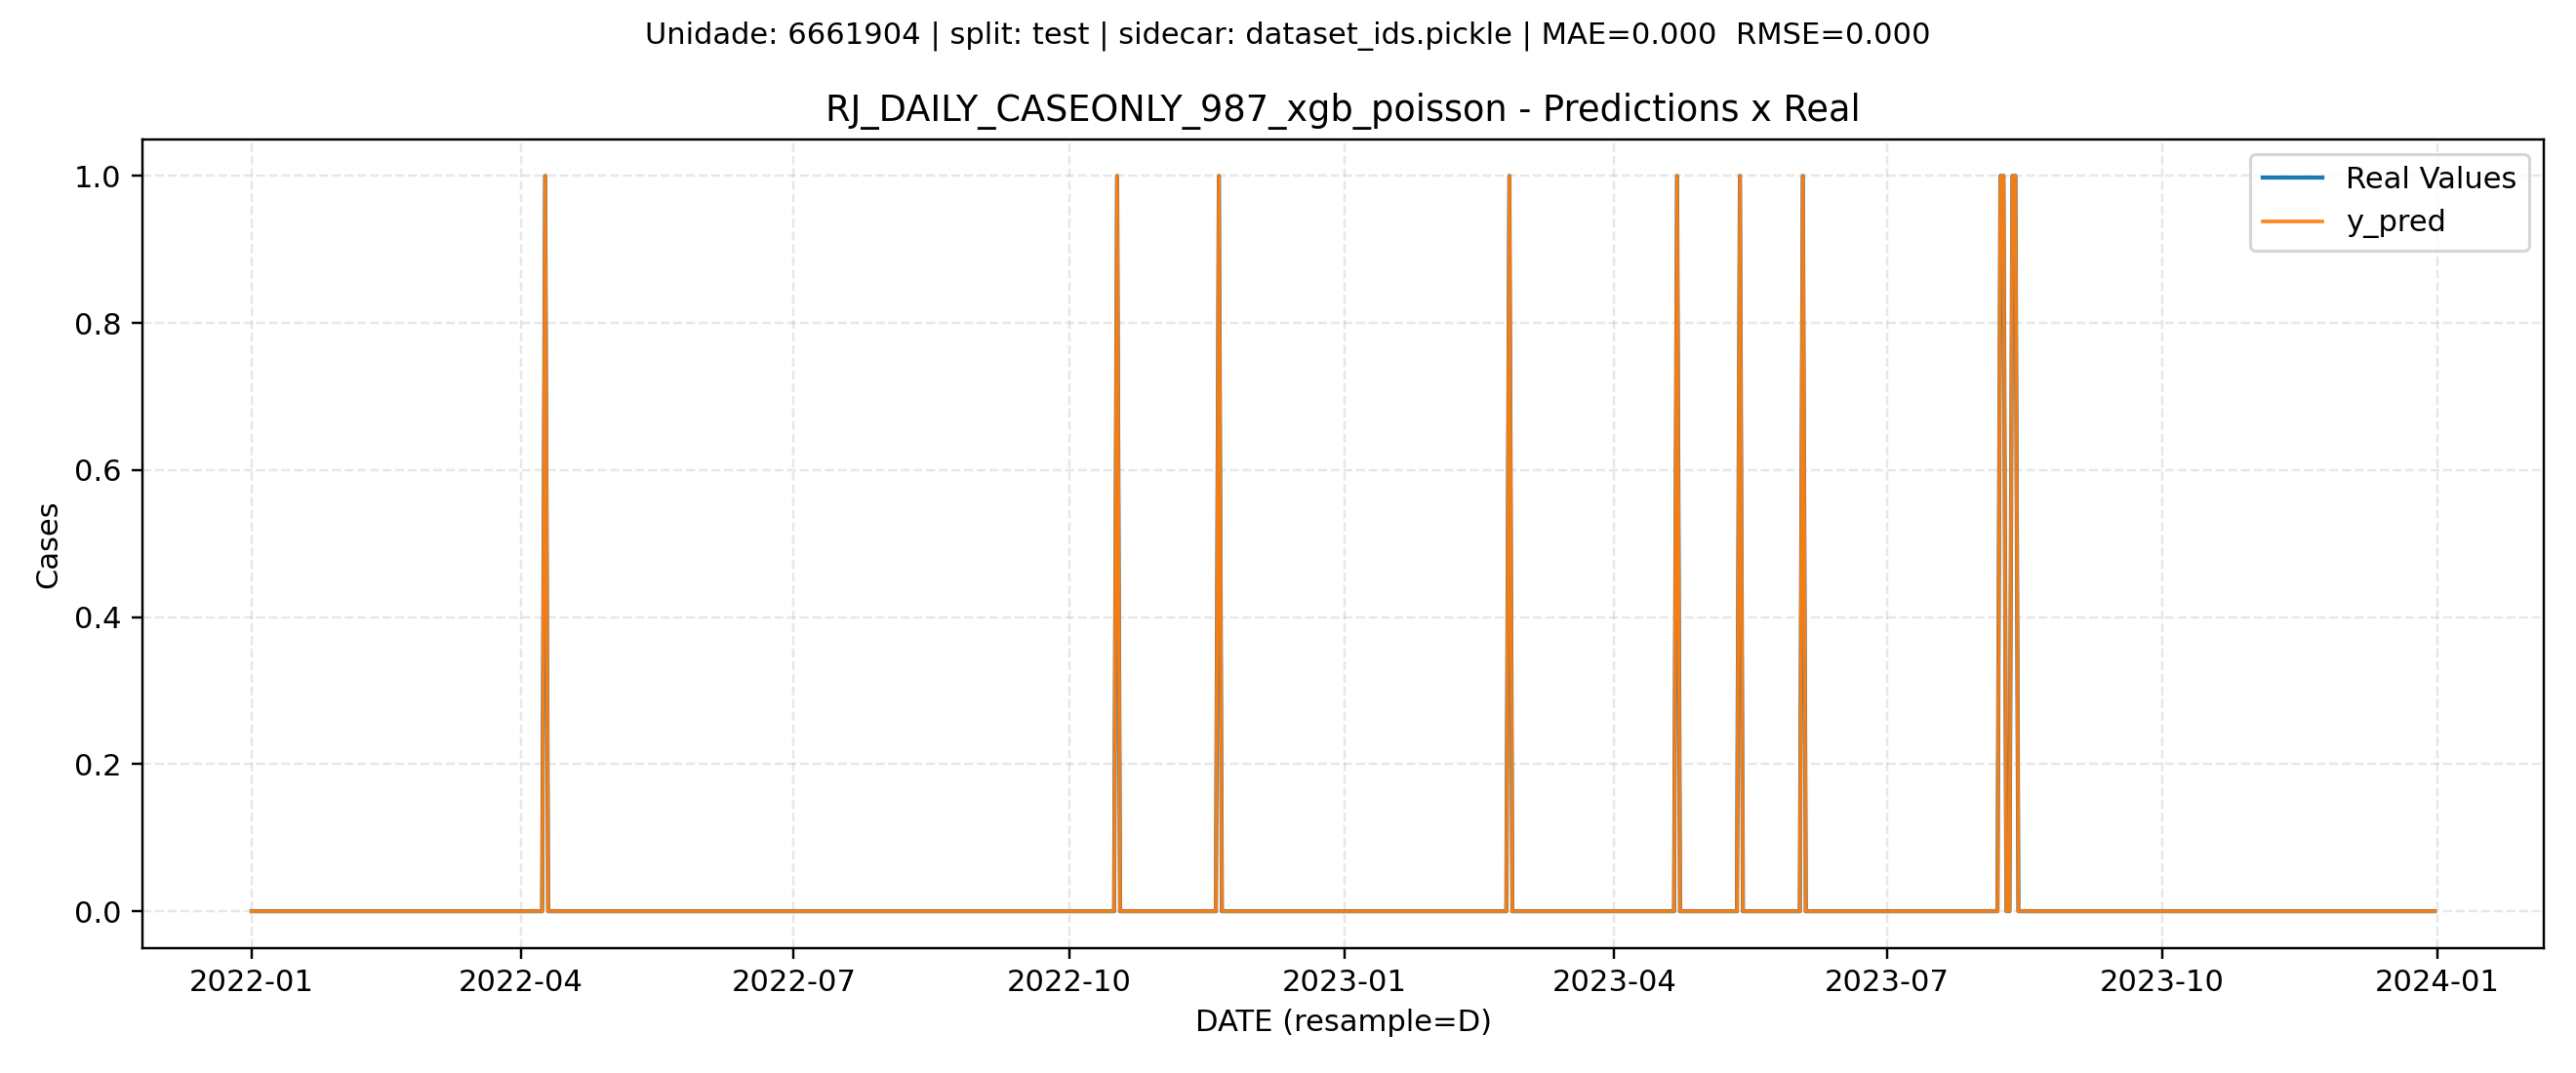 Unidade: 6661904 | split: test | sidecar: dataset_ids.pickle | MAE=0.000  RMSE=0.000
RJ_DAILY_CASEONLY_987_xgb_poisson - Predictions x Real
Real Values
y_pred
1.0
0.8
0.6
0.4
0.2
0.0
Cases
2022-01 2022-04 2022-07 2022-10 2023-01 2023-04 2023-07 2023-10 2024-01
DATE (resample=D)